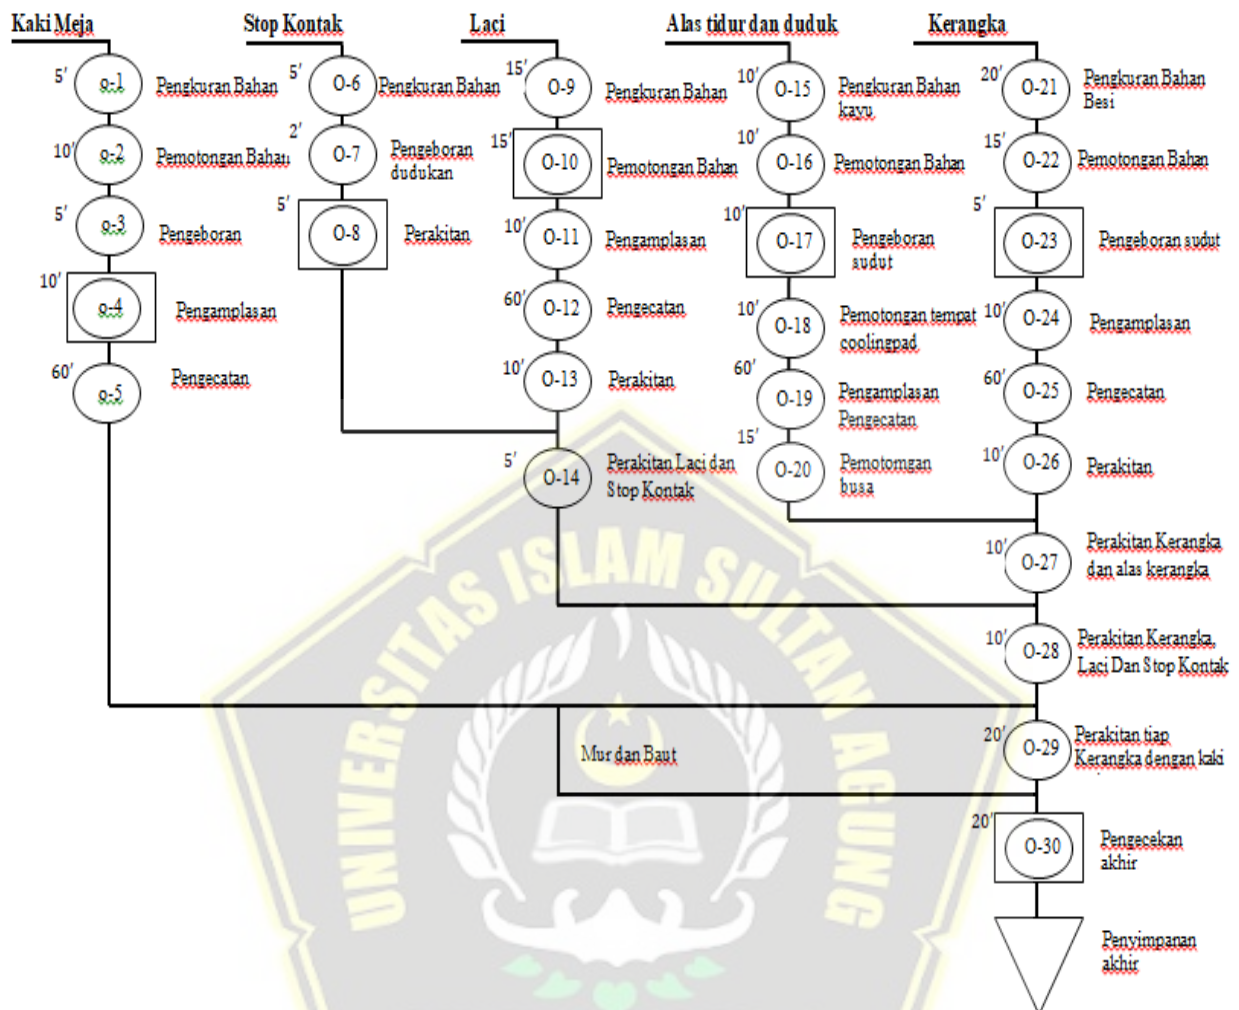 Kaki Meja
5'
o-1
Pengkuran Bahan
10'
o-2
Pemotongan Bahan
5'
o-3
Pengeboran
10'
o-4
Pengamplasan
60'
o-5
Pengecatan
Stop Kontak
5'
O-6
Pengkuran Bahan
2'
O-7
Pengeboran
dudukan
5'
O-8
Perakitan
Laci
15'
O-9
Pengkuran Bahan
15'
O-10
Pemotongan Bahan
10'
O-11
Pengamplasan
60'
O-12
Pengecatan
10'
O-13
Perakitan
5'
O-14
Perakitan Laci dan
Stop Kontak
Alas tidur dan duduk
10'
O-15
Pengkuran Bahan
kayu
10'
O-16
Pemotongan Bahan
10'
O-17
Pengeboran
sudut
10'
O-18
Pemotongan tempat
coolingpad
60'
O-19
Pengamplasan
Pengecatan
15'
O-20
Pemotomgan
busa
Kerangka
20'
O-21
Pengkuran Bahan
Besi
15'
O-22
Pemotongan Bahan
5'
O-23
Pengeboran sudut
10'
O-24
Pengamplasan
60'
O-25
Pengecatan
10'
O-26
Perakitan
10'
O-27
Perakitan Kerangka
dan alas kerangka
10'
O-28
Perakitan Kerangka,
Laci Dan Stop Kontak
20'
O-29
Perakitan tiap
Kerangka dengan kaki
Mur dan Baut
20'
O-30
Pengecekan
akhir
Penyimpanan
akhir
UNIVERSITAS ISLAM SULTAN AGUNG